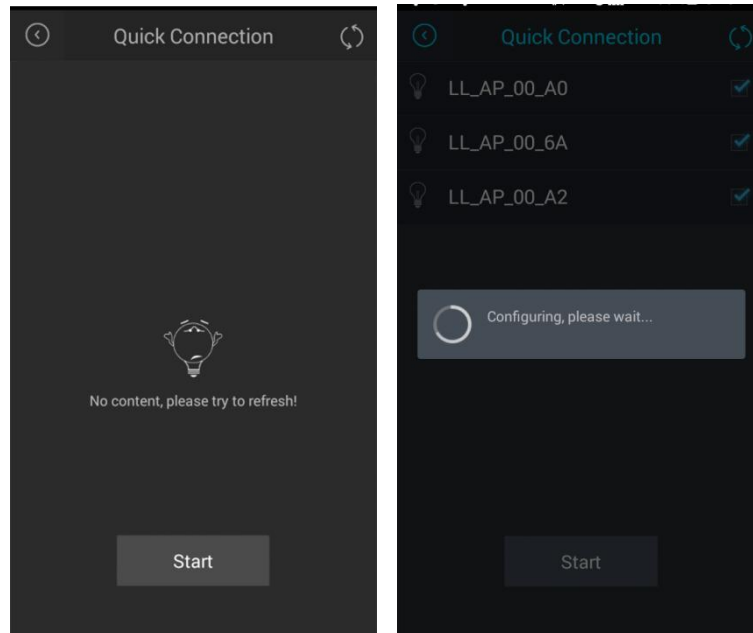 Quick Connection
No content, please try to refresh!
Start
Quick Connection
LL_AP_00_A0
LL_AP_00_6A
LL_AP_00_A2
Configuring, please wait...
Start